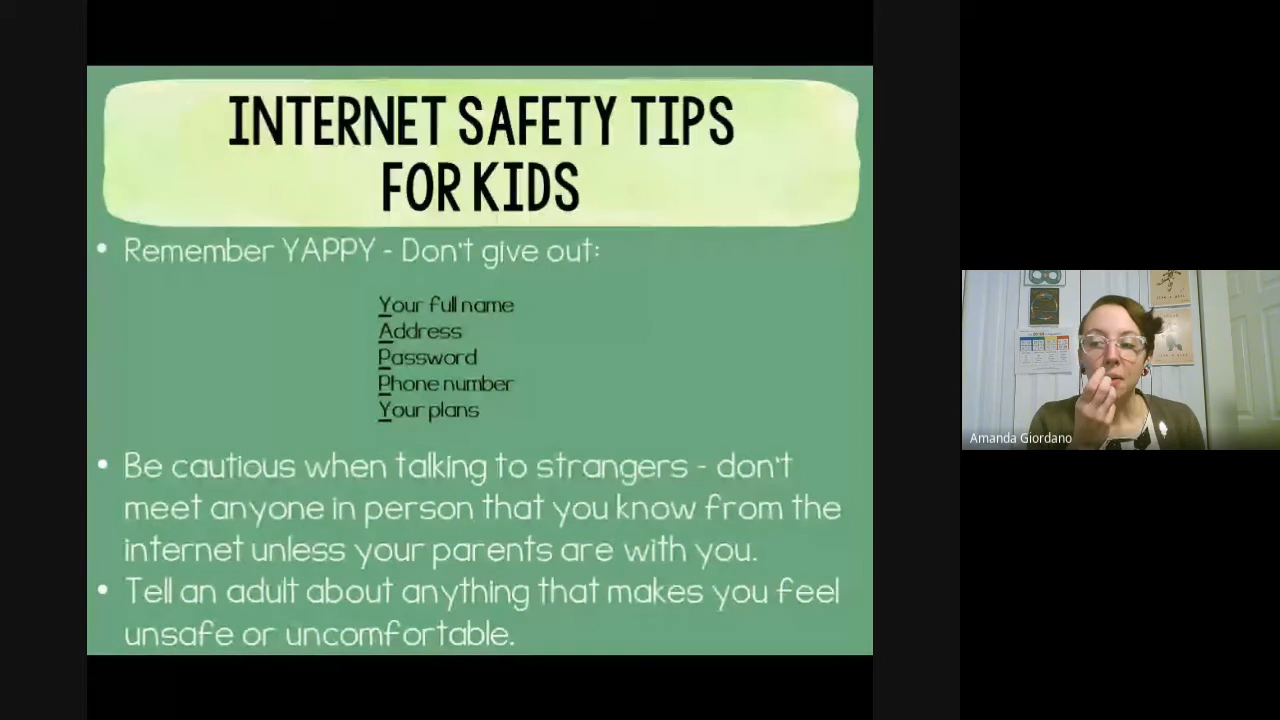 INTERNET SAFETY TIPS
FOR KIDS
• Remember YAPPY - Don't give out:
Your full name
Address
Password
Phone number
Your plans
• Be cautious when talking to strangers - don't
meet anyone in person that you know from the
internet unless your parents are with you.
• Tell an adult about anything that makes you feel
unsafe or uncomfortable.
Amanda Giordano